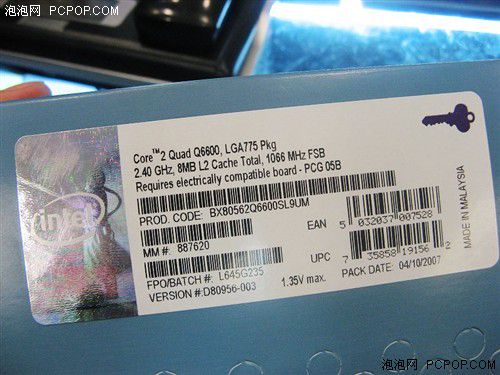 泡泡网 PCPOP.COM
Core™2 Quad Q6600, LGA775 Pkg
2.40 GHz, 8MB L2 Cache Total, 1066 MHz FSB
Requires electrically compatible board - PCG 05B
intel
PROD. CODE: BX80562Q6600SL9UM
MM #: 887620
FPO/BATCH #: L645G235
VERSION #:D80956-003
1.35V max.
EAN
5 032037 007528
UPC
7 35858 19156 2
PACK DATE: 04/10/2007
MADE IN MALAYSIA
泡泡网 PCPOP.COM